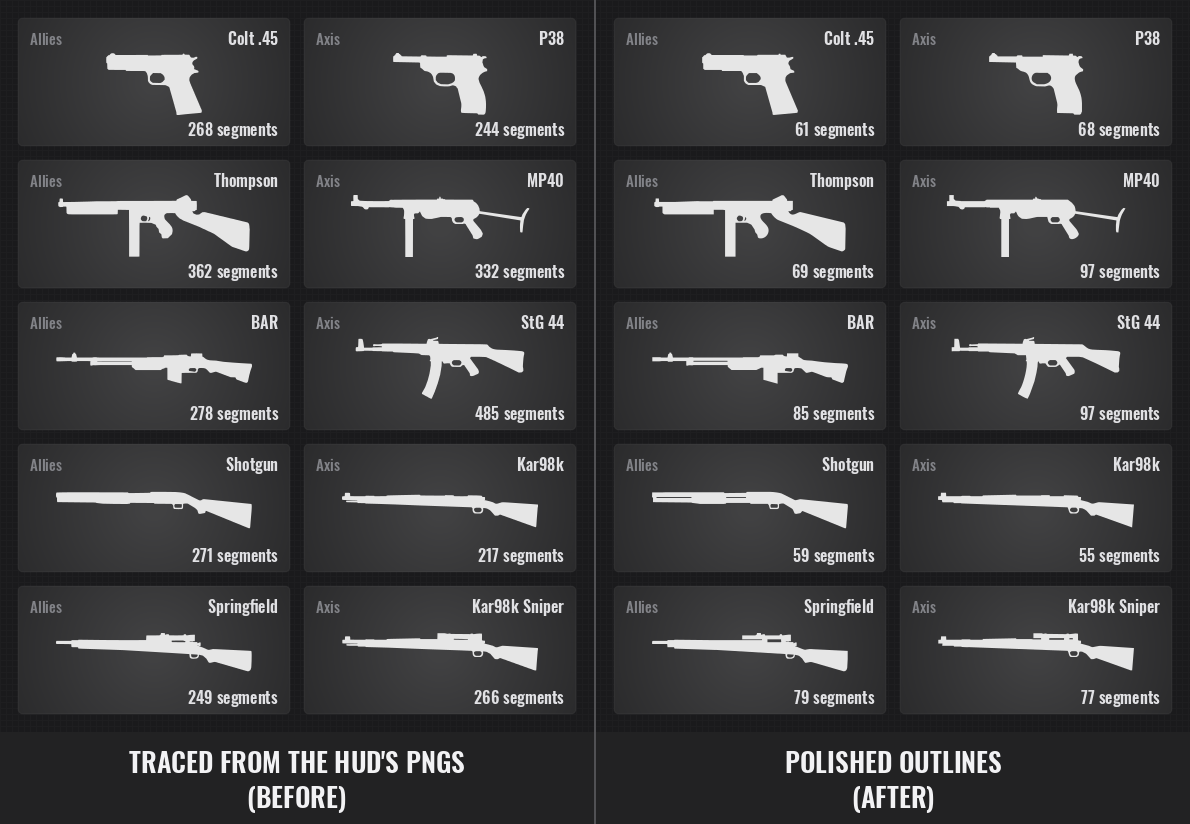 Allies
Colt .45
268 segments
Axis
P38
244 segments
Allies
Colt .45
61 segments
Axis
P38
68 segments
Allies
Thompson
362 segments
Axis
MP40
332 segments
Allies
Thompson
69 segments
Axis
MP40
97 segments
Allies
BAR
278 segments
Axis
StG 44
485 segments
Allies
BAR
85 segments
Axis
StG 44
97 segments
Allies
Shotgun
271 segments
Axis
Kar98k
217 segments
Allies
Shotgun
59 segments
Axis
Kar98k
55 segments
Allies
Springfield
249 segments
Axis
Kar98k Sniper
266 segments
Allies
Springfield
79 segments
Axis
Kar98k Sniper
77 segments
TRACED FROM THE HUD'S PNGS
(BEFORE)
POLISHED OUTLINES
(AFTER)